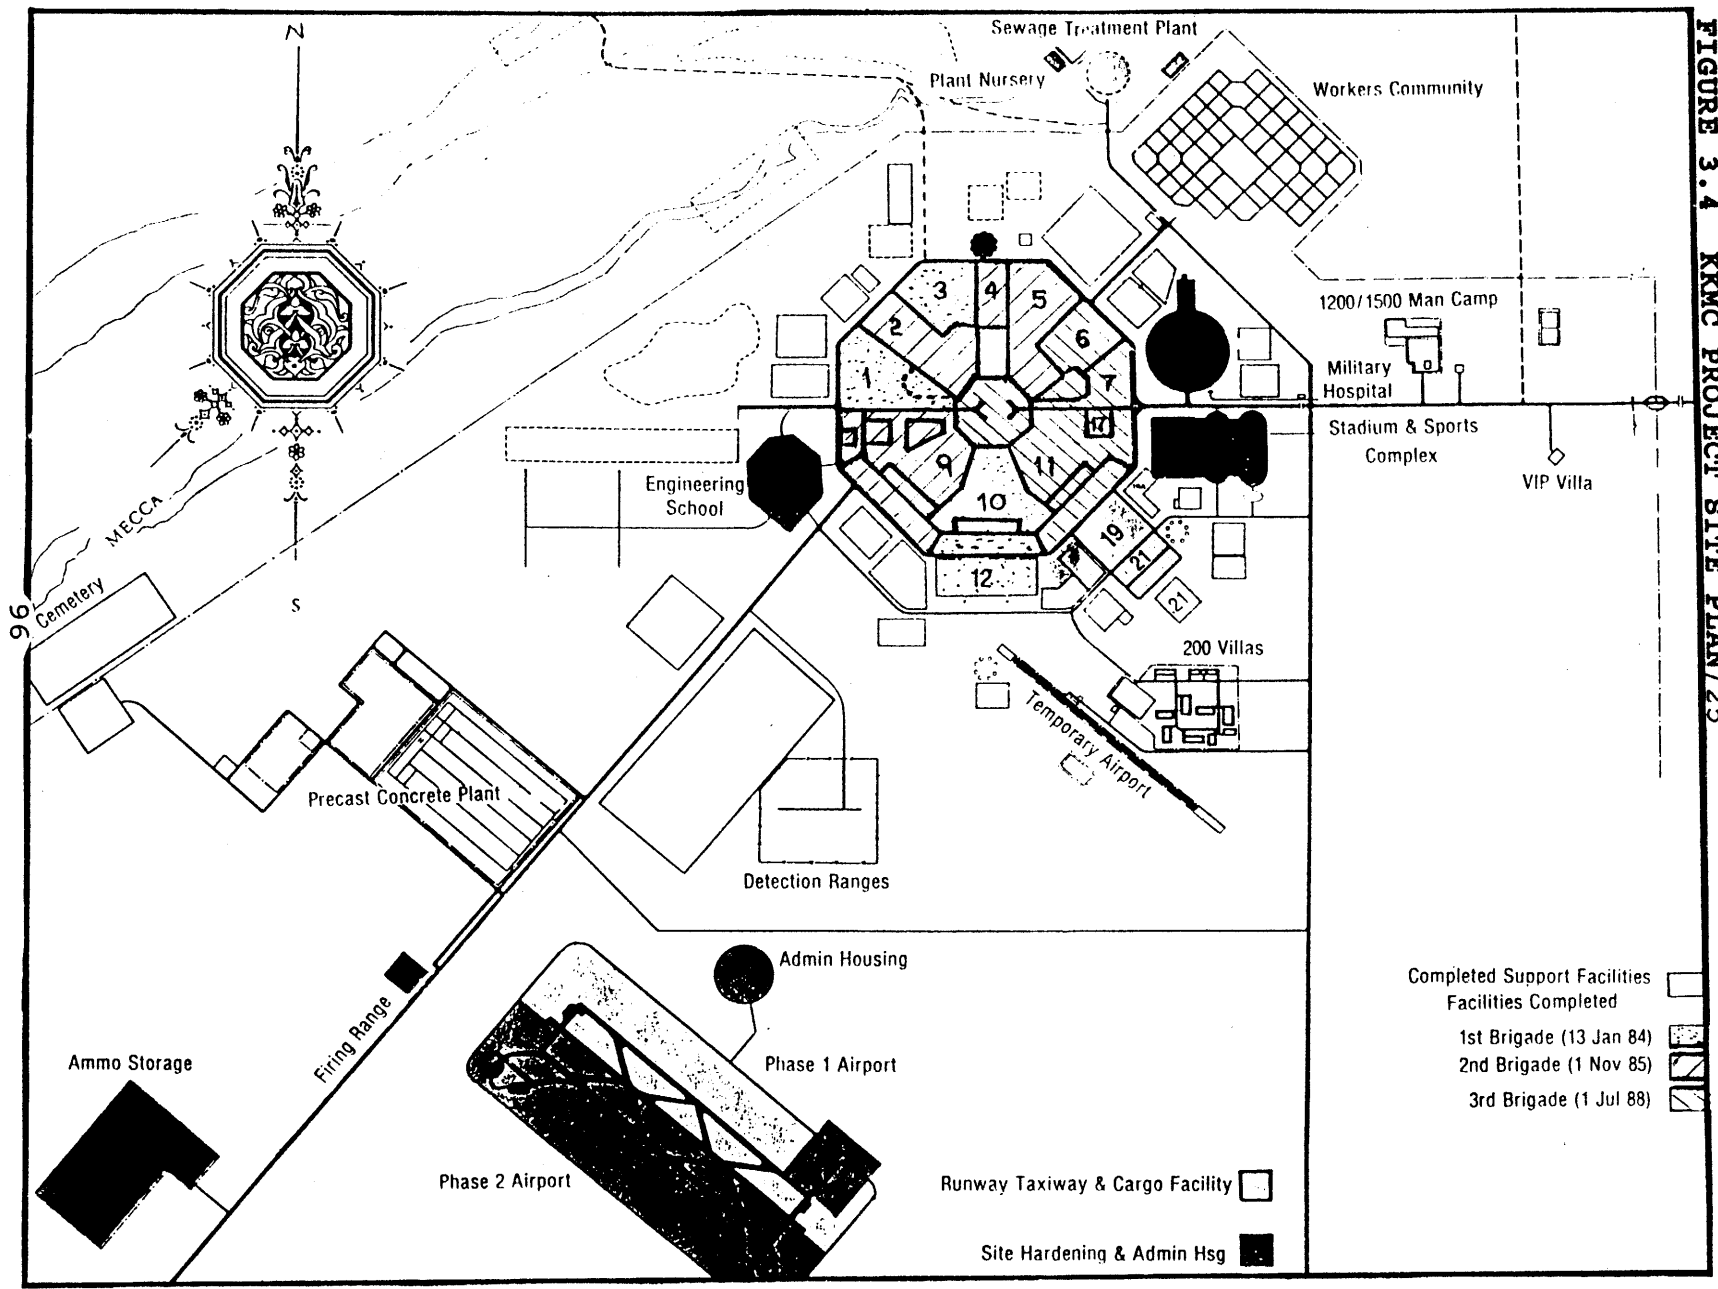 FIGURE 3.4 KKMC PROJECT SITE PLAN/25
N
Sewage Treatment Plant
Plant Nursery
Workers Community
1200/1500 Man Camp
Military
Hospital
Stadium & Sports
Complex
VIP Villa
3
4
5
2
6
1
7
17
9
11
10
19
12
21
21
Engineering
School
MECCA
S
Cemetery
96
200 Villas
Temporary Airport
Precast Concrete Plant
Detection Ranges
Admin Housing
Firing Range
Phase 1 Airport
Ammo Storage
Phase 2 Airport
Completed Support Facilities
Facilities Completed
1st Brigade (13 Jan 84)
2nd Brigade (1 Nov 85)
3rd Brigade (1 Jul 88)
Runway Taxiway & Cargo Facility
Site Hardening & Admin Hsg